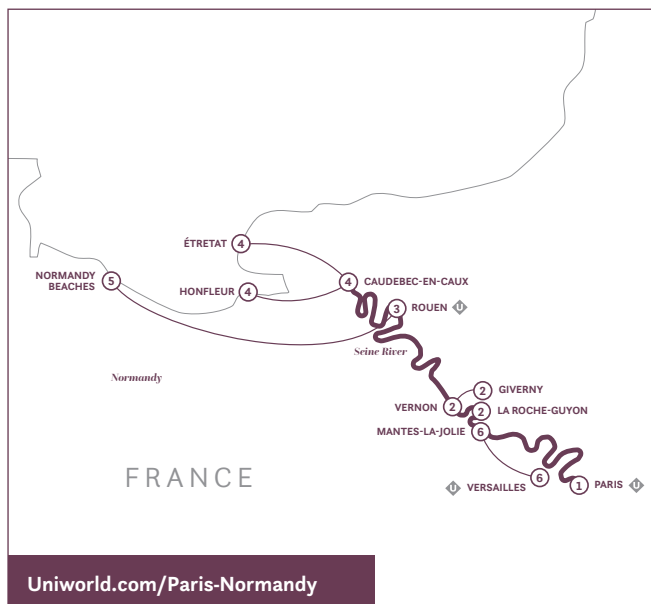 ÉTRETAT
4
NORMANDY
BEACHES
5
HONFLEUR
4
4
CAUDEBEC-EN-CAUX
3
ROUEN
U
Seine River
Normandy
2
GIVERNY
VERNON
2
2
LA ROCHE-GUYON
MANTES-LA-JOLIE
6
FRANCE
U
VERSAILLES
6
1
PARIS
U
Uniworld.com/Paris-Normandy